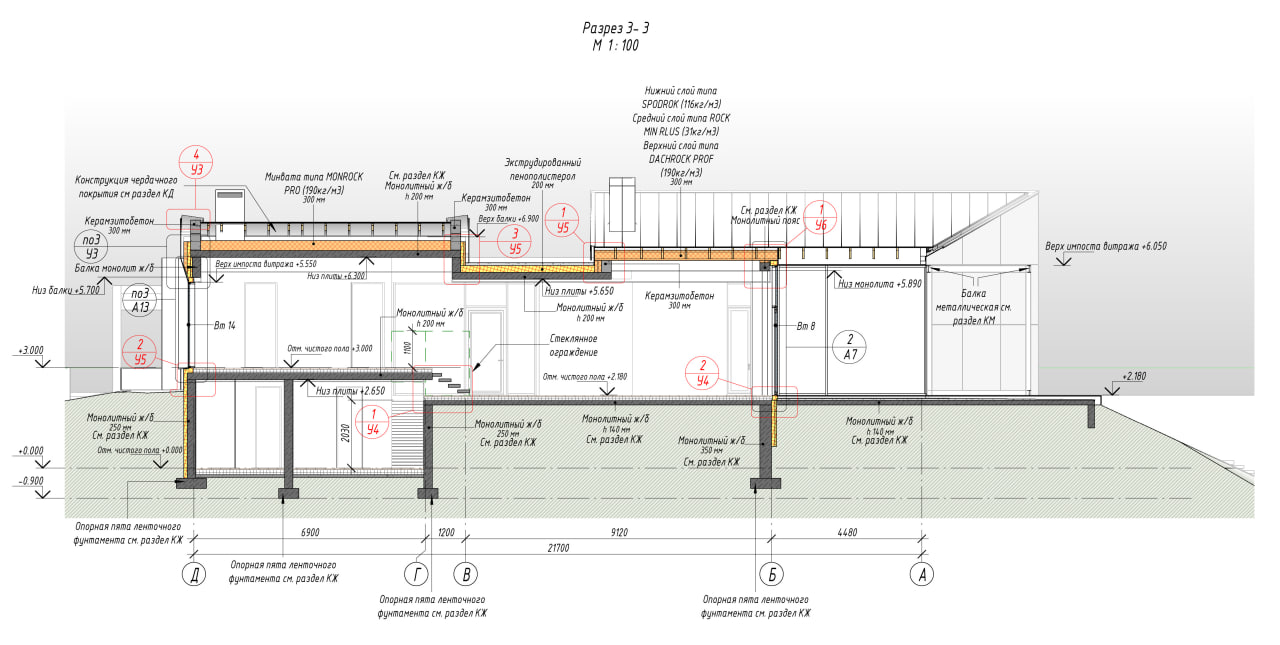 Разрез 3-3
М 1:100
Нижний слой типа
SPODROK (116кг/м3)
Средний слой типа ROCK
MIN RLUS (31кг/м3)
Верхний слой типа
DACHROCK PROF
(190кг/м3)
300 мм
4
У3
Конструкция чердачного
покрытия см раздел КД
Минвата типа MONROCK
PRO (190кг/м3)
300 мм
См. раздел КЖ
Монолитный ж/б
h 200 мм
Экструдированный
пенополистерол
200 мм
Керамзитобетон
300 мм
Верх балки +6.900
1
У5
3
У5
См. раздел КЖ
Монолитный пояс
1
У6
Керамзитобетон
300 мм
по3
У3
Балка монолит ж/б
Низ балки +5.700
по3
А13
Верх импоста витража +5.550
Низ плиты +6.300
Низ плиты +5.650
Монолитный ж/б
h 200 мм
Керамзитобетон
300 мм
Низ монолита +5.890
Верх импоста витража +6.050
Балка
металлическая см.
раздел КМ
Вт 14
Монолитный ж/б
h 200 мм
1100
Стеклянное
ограждение
Вт 8
2
А7
+3.000
2
У5
Отм. чистого пола +3.000
Низ плиты +2.650
Отм. чистого пола +2.180
2
У4
+2.180
Монолитный ж/б
250 мм
См. раздел КЖ
Отм. чистого пола +0.000
2030
1
У4
Монолитный ж/б
250 мм
См. раздел КЖ
Монолитный ж/б
h 140 мм
См. раздел КЖ
Монолитный ж/б
350 мм
См. раздел КЖ
Монолитный ж/б
h 140 мм
См. раздел КЖ
+0.000
-0.900
Опорная пята ленточного
фунтамента см. раздел КЖ
6900
1200
9120
4480
21700
Опорная пята ленточного
фунтамента см. раздел КЖ
Д
Г
В
Б
А
Опорная пята ленточного
фунтамента см. раздел КЖ
Опорная пята ленточного
фунтамента см. раздел КЖ